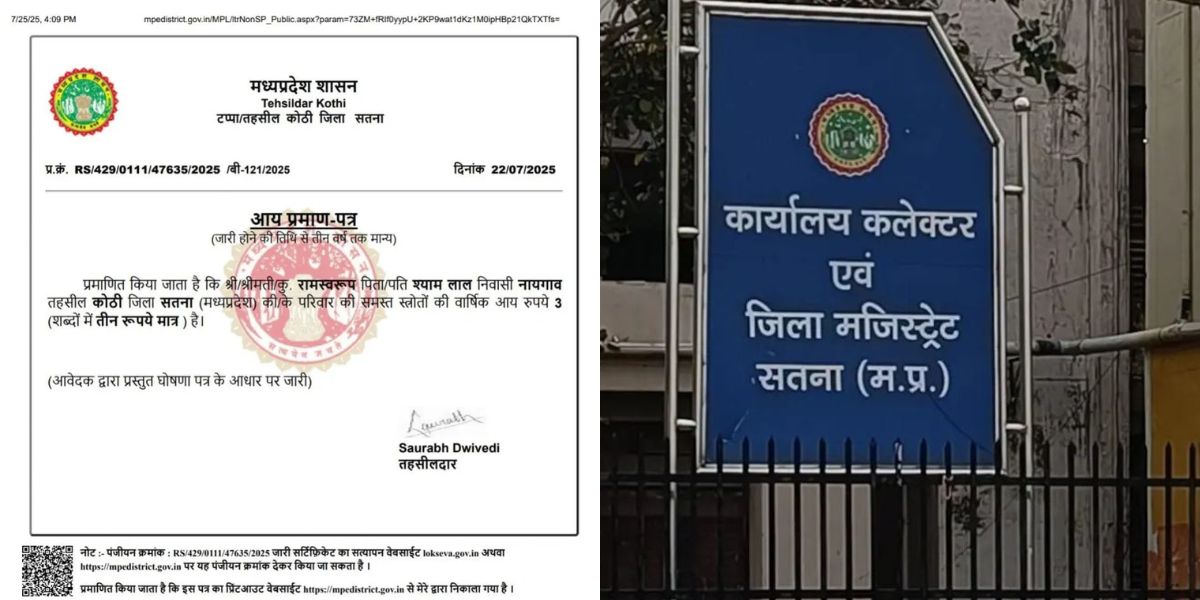 7/25/25, 4:09 PM
mpedistrict.gov.in/MPL/ltrNonSP_Public.aspx?param=73ZM+fRIf0yypU+2KP9wat1dKz1M0ipHBp21QkTXTfs=
मध्यप्रदेश शासन
Tehsildar Kothi
टप्पा/तहसील कोठी जिला सतना
प्र.क्रं. RS/429/0111/47635/2025 /बी-121/2025
दिनांक 22/07/2025
आय प्रमाण-पत्र
(जारी होने की तिथि से तीन वर्ष तक मान्य)
प्रमाणित किया जाता है कि श्री/श्रीमती/कु. रामस्वरूप पिता/पति श्याम लाल निवासी नायगाव
तहसील कोठी जिला सतना (मध्यप्रदेश) की/के परिवार की समस्त स्त्रोतों की वार्षिक आय रुपये 3
(शब्दों में तीन रूपये मात्र ) है।
(आवेदक द्वारा प्रस्तुत घोषणा पत्र के आधार पर जारी)
Saurabh Dwivedi
तहसीलदार
नोट :- पंजीयन क्रमांक : RS/429/0111/47635/2025 जारी सर्टिफ़िकेट का सत्यापन वेबसाईट lokseva.gov.in अथवा
https://mpedistrict.gov.in पर यह पंजीयन क्रमांक देकर किया जा सकता है ।
प्रमाणित किया जाता है कि इस पत्र का प्रिंटआउट वेबसाईट https://mpedistrict.gov.in से मेरे द्वारा निकाला गया है ।
कार्यालय कलेक्टर
एवं
जिला मजिस्ट्रेट
सतना (म.प्र.)